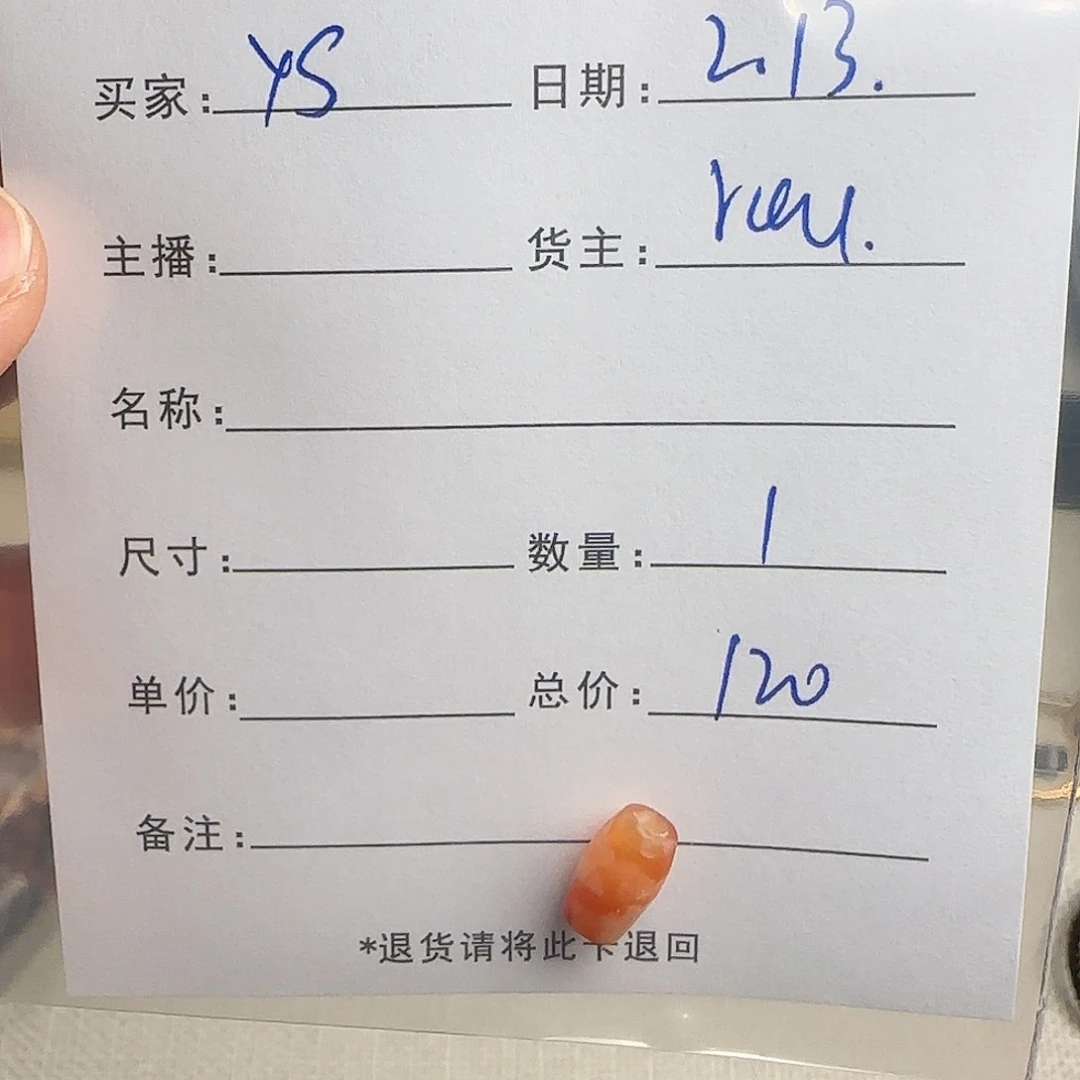 买家: YS 日期: 2.13.
主播: 货主:
名称:
尺寸: 数量: 1
单价: 总价: 120
备注:
*退货请将此卡退回